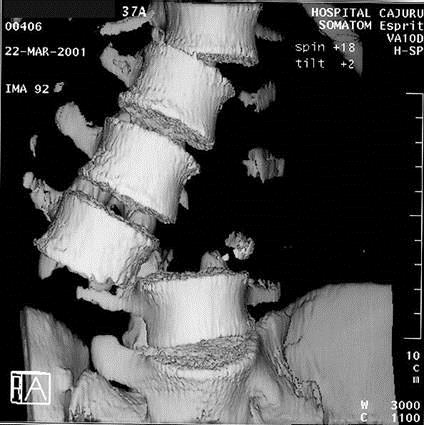 37A
HOSPITAL CAJURU
00406
SOMATOM Esprit
VA10D
22-MAR-2001
H-SP
spin +18
tilt +2
IMA 92
10
c
m
A
W 3000
C 1100